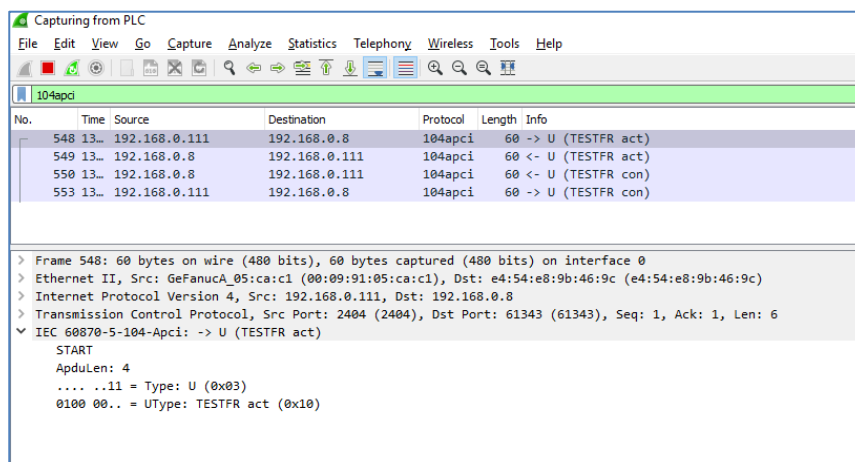 Capturing from PLC
File Edit View Go Capture Analyze Statistics Telephony Wireless Tools Help
104apci
No. Time Source Destination Protocol Length Info
548 13… 192.168.0.111 192.168.0.8 104apci 60 -> U (TESTFR act)
549 13… 192.168.0.8 192.168.0.111 104apci 60 <- U (TESTFR act)
550 13… 192.168.0.8 192.168.0.111 104apci 60 <- U (TESTFR con)
553 13… 192.168.0.111 192.168.0.8 104apci 60 -> U (TESTFR con)
Frame 548: 60 bytes on wire (480 bits), 60 bytes captured (480 bits) on interface 0
Ethernet II, Src: GeFanucA_05:ca:c1 (00:09:91:05:ca:c1), Dst: e4:54:e8:9b:46:9c (e4:54:e8:9b:46:9c)
Internet Protocol Version 4, Src: 192.168.0.111, Dst: 192.168.0.8
Transmission Control Protocol, Src Port: 2404 (2404), Dst Port: 61343 (61343), Seq: 1, Ack: 1, Len: 6
IEC 60870-5-104-Apci: -> U (TESTFR act)
START
ApduLen: 4
.... ..11 = Type: U (0x03)
0100 00.. = UType: TESTFR act (0x10)